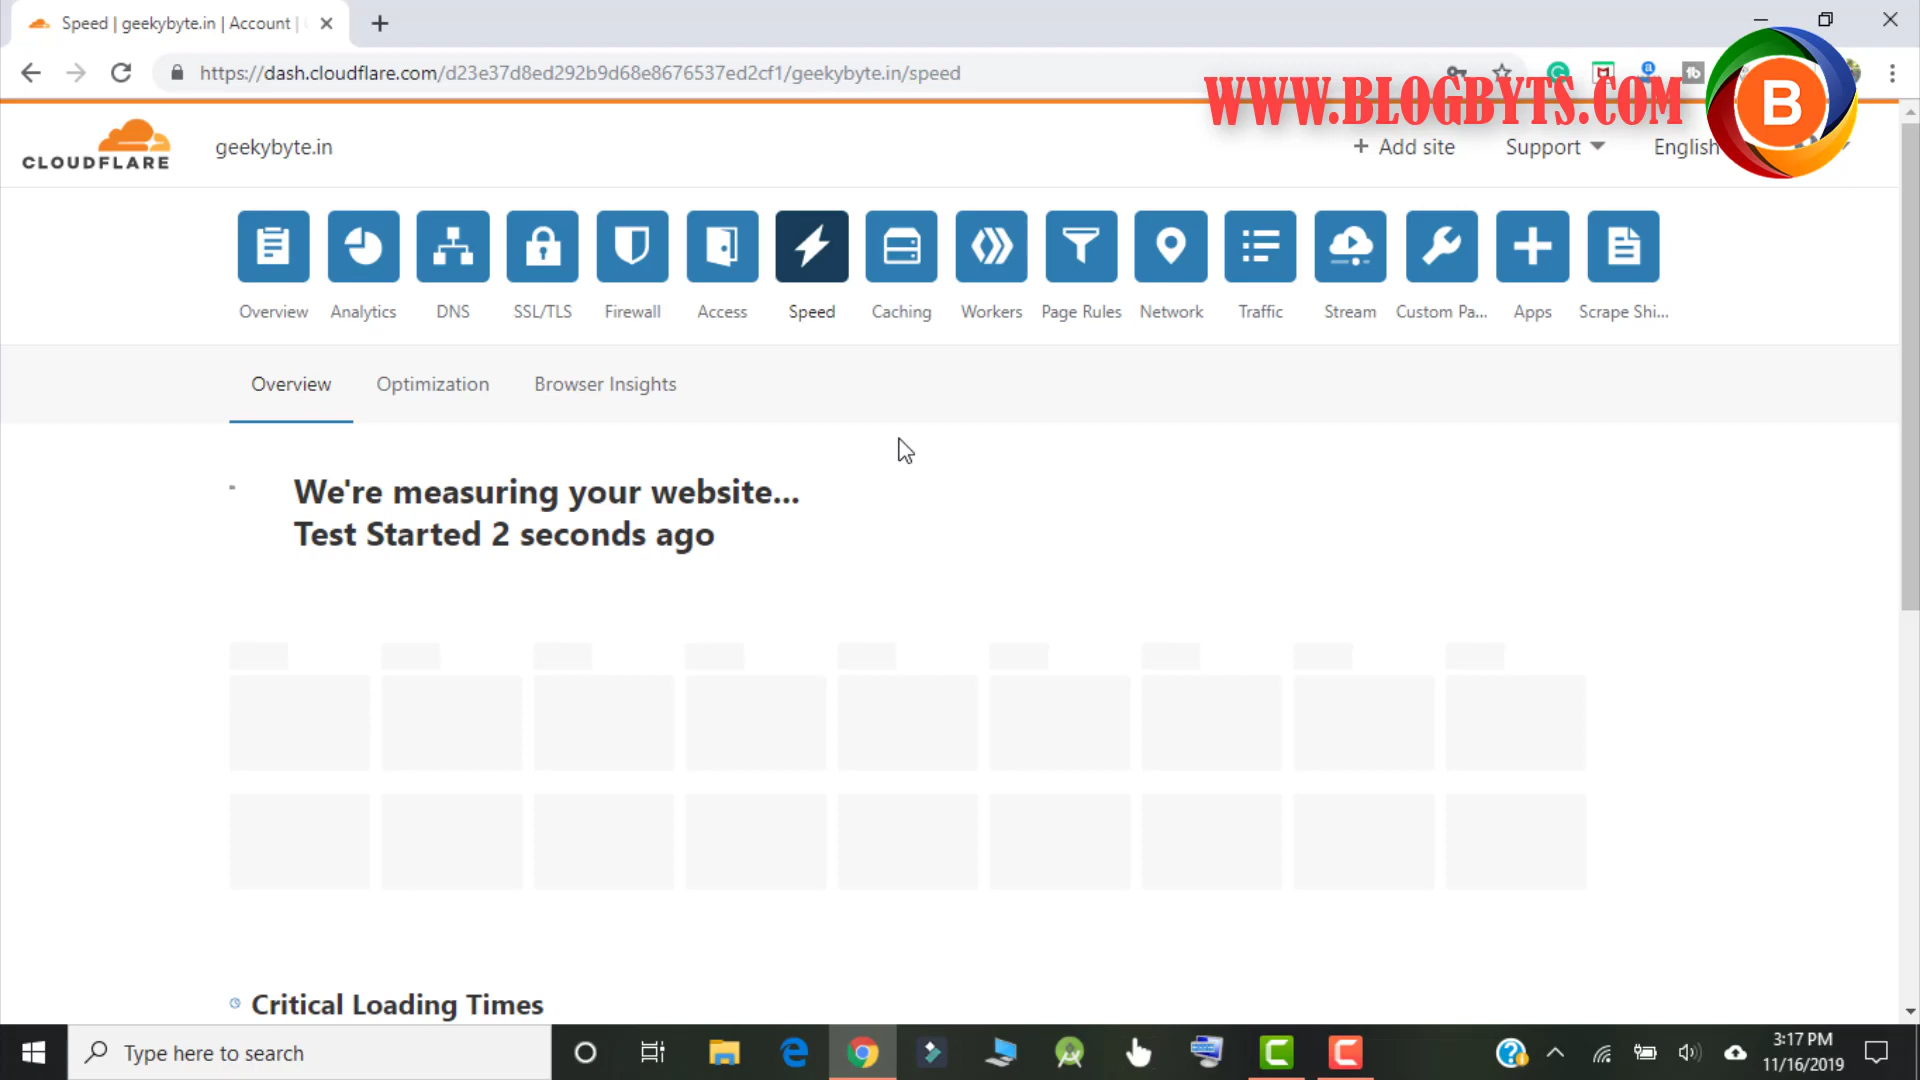 Speed | geekybyte.in | Account |
https://dash.cloudflare.com/d23e37d8ed292b9d68e8676537ed2cf1/geekybyte.in/speed
WWW.BLOGBYTS.COM
B
CLOUDFLARE
geekybyte.in
+ Add site
Support
English
Overview
Analytics
DNS
SSL/TLS
Firewall
Access
Speed
Caching
Workers
Page Rules
Network
Traffic
Stream
Custom Pa...
Apps
Scrape Shi...
Overview
Optimization
Browser Insights
We're measuring your website...
Test Started 2 seconds ago
Critical Loading Times
Type here to search
3:17 PM
11/16/2019